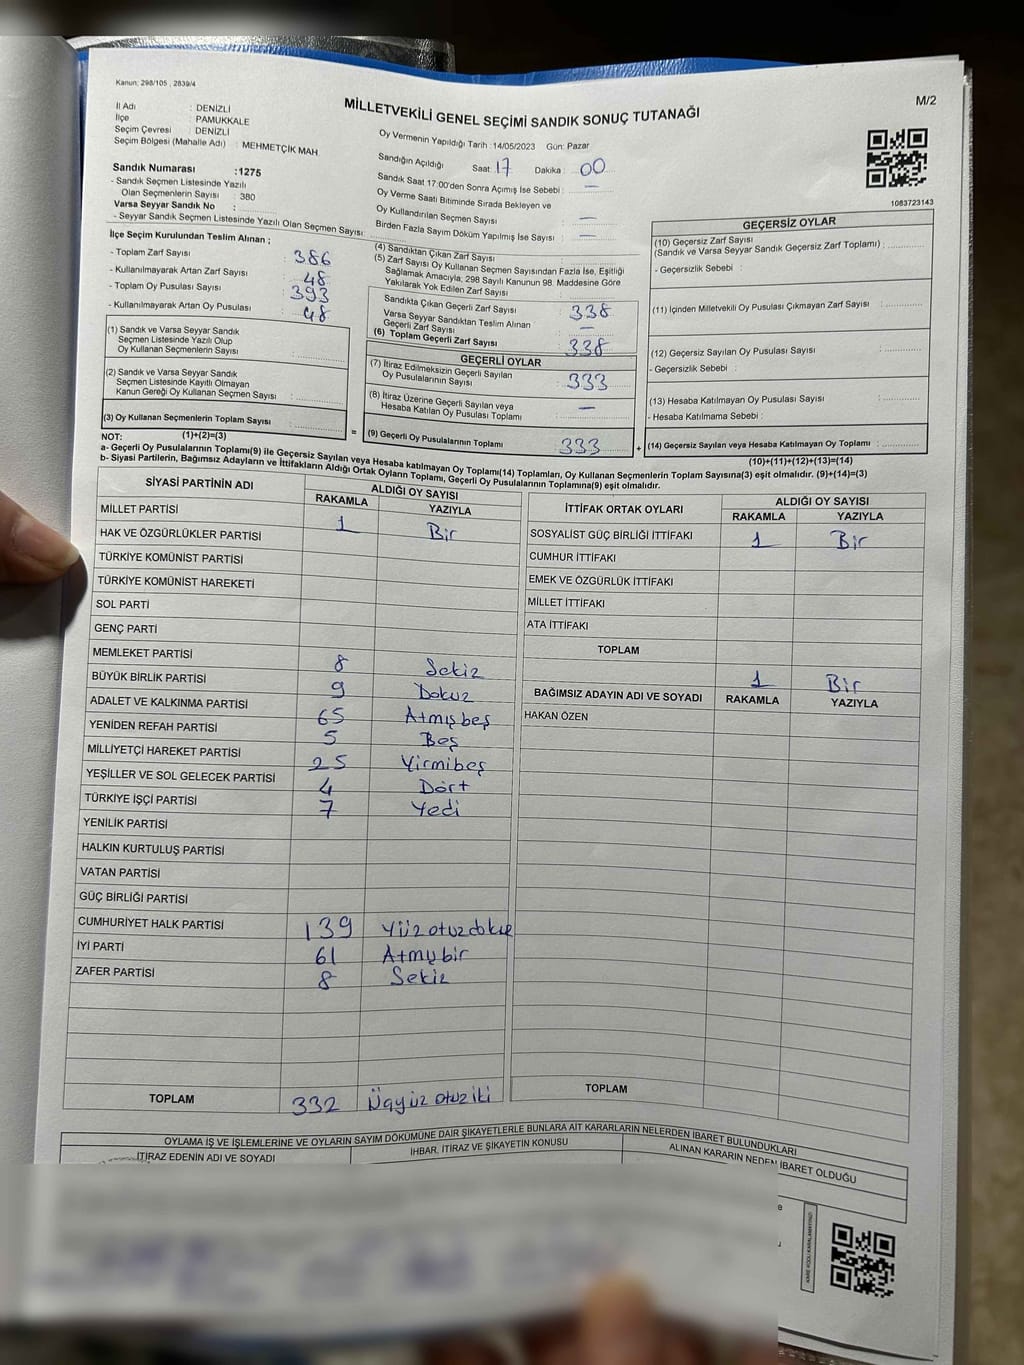 Kanun: 298/105 , 2839/4
M/2
MİLLETVEKİLİ GENEL SEÇİMİ SANDIK SONUÇ TUTANAĞI
İl Adı : DENİZLİ
İlçe : PAMUKKALE
Seçim Çevresi : DENİZLİ
Seçim Bölgesi (Mahalle Adı) : MEHMETÇİK MAH.
Sandık Numarası :1275
- Sandık Seçmen Listesinde Yazılı
Olan Seçmenlerin Sayısı : 380
Varsa Seyyar Sandık No :
- Seyyar Sandık Seçmen Listesinde Yazılı Olan Seçmen Sayısı :
İlçe Seçim Kurulundan Teslim Alınan ;
- Toplam Zarf Sayısı : 386
- Kullanılmayarak Artan Zarf Sayısı : 48
- Toplam Oy Pusulası Sayısı : 393
- Kullanılmayarak Artan Oy Pusulası : 48
(1) Sandık ve Varsa Seyyar Sandık
Seçmen Listesinde Yazılı Olup
Oy Kullanan Seçmenlerin Sayısı :
(2) Sandık ve Varsa Seyyar Sandık
Seçmen Listesinde Kayıtlı Olmayan
Kanun Gereği Oy Kullanan Seçmen Sayısı :
(3) Oy Kullanan Seçmenlerin Toplam Sayısı :
(1)+(2)=(3)
Oy Vermenin Yapıldığı Tarih :14/05/2023 Gün: Pazar
Sandığın Açıldığı Saat : 17 Dakika : 00
Sandık Saat 17.00'den Sonra Açımış İse Sebebi : —
Oy Verme Saati Bitiminde Sırada Bekleyen ve
Oy Kullandırılan Seçmen Sayısı : —
Birden Fazla Sayım Döküm Yapılmış İse Sayısı : —
(4) Sandıktan Çıkan Zarf Sayısı :
(5) Zarf Sayısı Oy Kullanan Seçmen Sayısından Fazla İse, Eşitliği
Sağlamak Amacıyla, 298 Sayılı Kanunun 98. Maddesine Göre
Yakılarak Yok Edilen Zarf Sayısı :
Sandıkta Çıkan Geçerli Zarf Sayısı : 338
Varsa Seyyar Sandıktan Teslim Alınan
Geçerli Zarf Sayısı : —
(6) Toplam Geçerli Zarf Sayısı : 338
GEÇERLİ OYLAR
(7) İtiraz Edilmeksizin Geçerli Sayılan
Oy Pusulalarının Sayısı : 333
(8) İtiraz Üzerine Geçerli Sayılan veya
Hesaba Katılan Oy Pusulası Toplamı : —
= (9) Geçerli Oy Pusulalarının Toplamı : 333 +
1083723143
GEÇERSİZ OYLAR
(10) Geçersiz Zarf Sayısı
(Sandık ve Varsa Seyyar Sandık Geçersiz Zarf Toplamı) :
- Geçersizlik Sebebi :
(11) İçinden Milletvekili Oy Pusulası Çıkmayan Zarf Sayısı :
(12) Geçersiz Sayılan Oy Pusulası Sayısı :
- Geçersizlik Sebebi :
(13) Hesaba Katılmayan Oy Pusulası Sayısı :
- Hesaba Katılmama Sebebi :
(14) Geçersiz Sayılan veya Hesaba Katılmayan Oy Toplamı :
(10)+(11)+(12)+(13)=(14)
NOT:
a- Geçerli Oy Pusulalarının Toplamı(9) ile Geçersiz Sayılan veya Hesaba katılmayan Oy Toplamı(14) Toplamları, Oy Kullanan Seçmenlerin Toplam Sayısına(3) eşit olmalıdır. (9)+(14)=(3)
b- Siyasi Partilerin, Bağımsız Adayların ve İttifakların Aldığı Ortak Oyların Toplamı, Geçerli Oy Pusulalarının Toplamına(9) eşit olmalıdır.
SİYASİ PARTİNİN ADI ALDIĞI OY SAYISI
RAKAMLA YAZIYLA
MİLLET PARTİSİ 1 Bir
HAK VE ÖZGÜRLÜKLER PARTİSİ
TÜRKİYE KOMÜNİST PARTİSİ
TÜRKİYE KOMÜNİST HAREKETİ
SOL PARTİ
GENÇ PARTİ
MEMLEKET PARTİSİ 8 Sekiz
BÜYÜK BİRLİK PARTİSİ 9 Dokuz
ADALET VE KALKINMA PARTİSİ 65 Atmışbeş
YENİDEN REFAH PARTİSİ 5 Beş
MİLLİYETÇİ HAREKET PARTİSİ 25 Yirmibeş
YEŞİLLER VE SOL GELECEK PARTİSİ 4 Dört
TÜRKİYE İŞÇİ PARTİSİ 7 Yedi
YENİLİK PARTİSİ
HALKIN KURTULUŞ PARTİSİ
VATAN PARTİSİ
GÜÇ BİRLİĞİ PARTİSİ
CUMHURİYET HALK PARTİSİ 139 Yüzotuzdokuz
İYİ PARTİ 61 Atmışbir
ZAFER PARTİSİ 8 Sekiz
TOPLAM 332 Üçyüz otuz iki
İTTİFAK ORTAK OYLARI ALDIĞI OY SAYISI
RAKAMLA YAZIYLA
SOSYALİST GÜÇ BİRLİĞİ İTTİFAKI 1 Bir
CUMHUR İTTİFAKI
EMEK VE ÖZGÜRLÜK İTTİFAKI
MİLLET İTTİFAKI
ATA İTTİFAKI
TOPLAM 1 Bir
BAĞIMSIZ ADAYIN ADI VE SOYADI RAKAMLA YAZIYLA
HAKAN ÖZEN
TOPLAM
OYLAMA İŞ VE İŞLEMLERİNE VE OYLARIN SAYIM DÖKÜMÜNE DAİR ŞİKAYETLERLE BUNLARA AİT KARARLARIN NELERDEN İBARET BULUNDUKLARI
İTİRAZ EDENİN ADI VE SOYADI İHBAR, İTİRAZ VE ŞİKAYETİN KONUSU ALINAN KARARIN NEDEN İBARET OLDUĞU